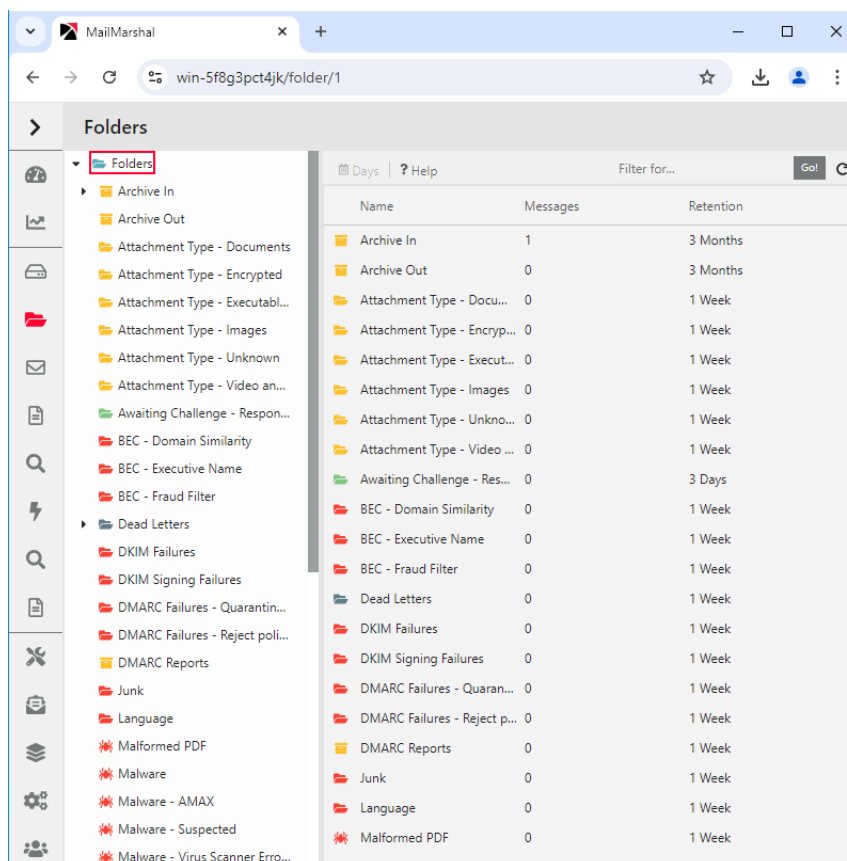 MailMarshal
win-5f8g3pct4jk/folder/1
Folders
Folders
Archive In
Archive Out
Attachment Type - Documents
Attachment Type - Encrypted
Attachment Type - Executabl...
Attachment Type - Images
Attachment Type - Unknown
Attachment Type - Video an...
Awaiting Challenge - Respon...
BEC - Domain Similarity
BEC - Executive Name
BEC - Fraud Filter
Dead Letters
DKIM Failures
DKIM Signing Failures
DMARC Failures - Quarantin...
DMARC Failures - Reject poli...
DMARC Reports
Junk
Language
Malformed PDF
Malware
Malware - AMAX
Malware - Suspected
Malware - Virus Scanner Erro...
Days ? Help Filter for... Go!
Name Messages Retention
Archive In 1 3 Months
Archive Out 0 3 Months
Attachment Type - Docu... 0 1 Week
Attachment Type - Encryp... 0 1 Week
Attachment Type - Execut... 0 1 Week
Attachment Type - Images 0 1 Week
Attachment Type - Unkno... 0 1 Week
Attachment Type - Video ... 0 1 Week
Awaiting Challenge - Res... 0 3 Days
BEC - Domain Similarity 0 1 Week
BEC - Executive Name 0 1 Week
BEC - Fraud Filter 0 1 Week
Dead Letters 0 1 Week
DKIM Failures 0 1 Week
DKIM Signing Failures 0 1 Week
DMARC Failures - Quaran... 0 1 Week
DMARC Failures - Reject p... 0 1 Week
DMARC Reports 0 1 Week
Junk 0 1 Week
Language 0 1 Week
Malformed PDF 0 1 Week